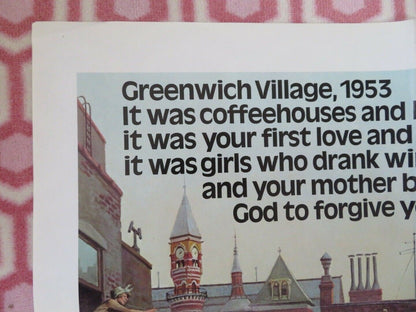 Greenwich Village, 1953
It was coffeehouses and
it was your first love and
it was girls who drank
and your mother
God to forgive